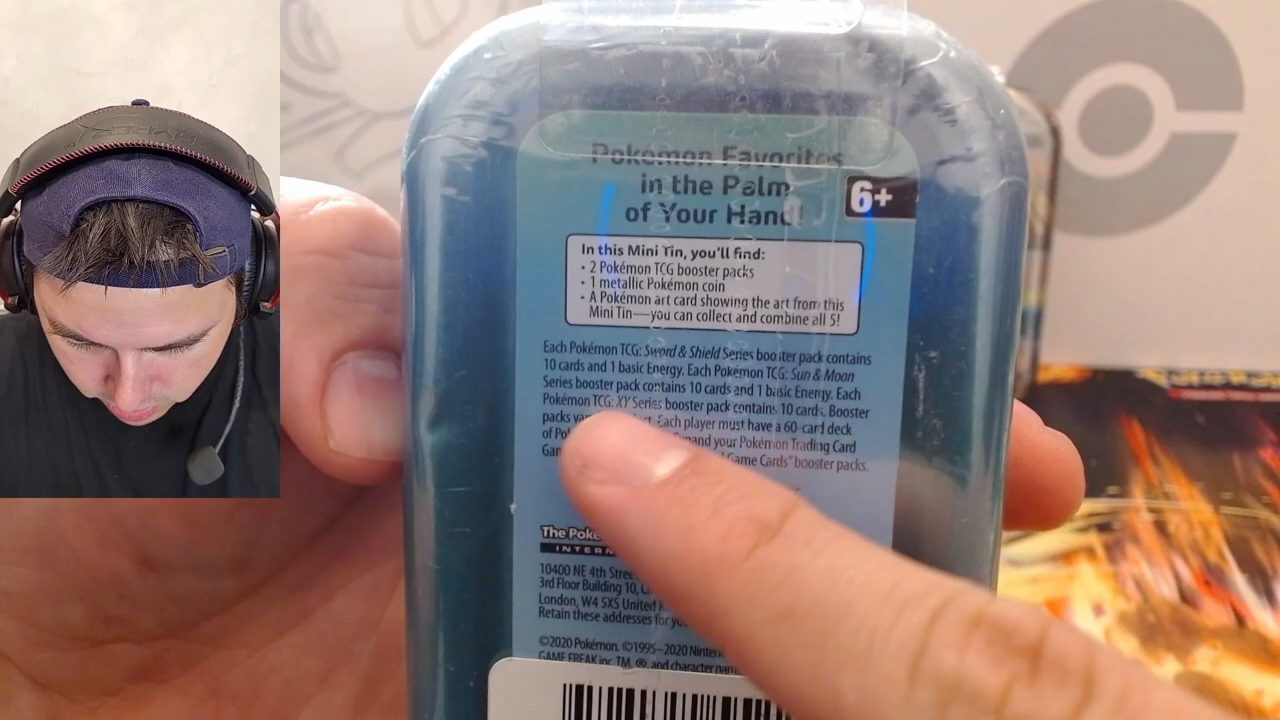 Pokémon Favorites
in the Palm
of Your Hand!
6+
In this Mini Tin, you'll find:
• 2 Pokémon TCG booster packs
• 1 metallic Pokémon coin
• A Pokémon art card showing the art from this
Mini Tin—you can collect and combine all 5!
Each Pokémon TCG: Sword & Shield Series booster pack contains
10 cards and 1 basic Energy. Each Pokémon TCG: Sun & Moon
Series booster pack contains 10 cards and 1 basic Energy. Each
Pokémon TCG: XY Series booster pack contains 10 cards. Booster
packs Each player must have a 60-card deck
of your Pokémon Trading Card
Game Cards" booster packs.
The
10400 NE 4th
3rd Floor Building 10,
London, W4 5XS United
Retain these addresses for
©2020 Pokémon. ©1995–2020
GAME FREAK inc. TM, ®, and character